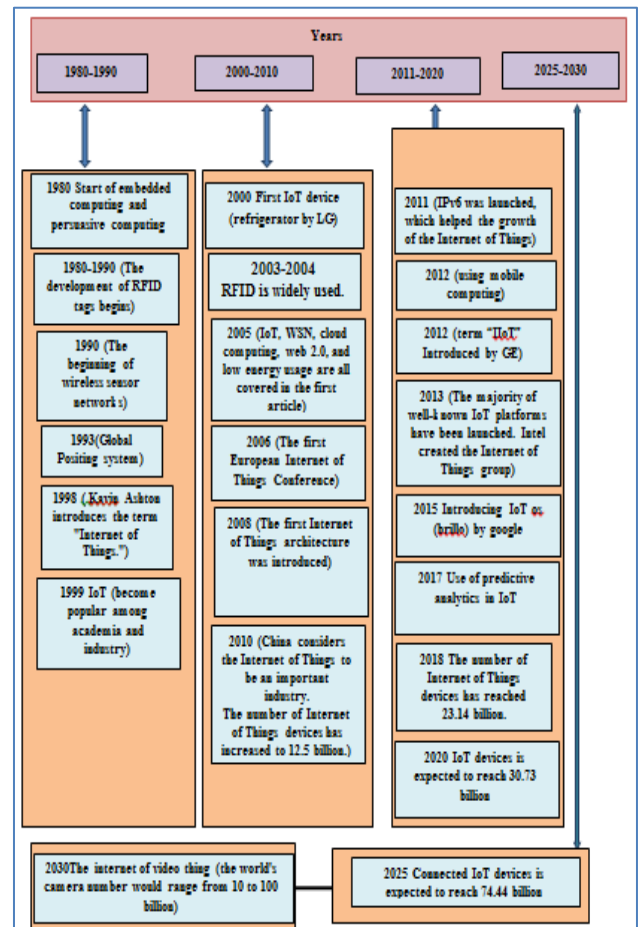 Years
1980-1990
2000-2010
2011-2020
2025-2030
1980 Start of embedded
computing and
persuasive computing
1980-1990 (The
development of RFID
tags begins)
1990 (The
beginning of
wireless sensor
networks)
1993(Global
Positing system)
1998 (.Kavin Ashton
introduces the term
"Internet of
Things.")
1999 IoT (become
popular among
academia and
industry)
2000 First IoT device
(refrigerator by LG)
2003-2004
RFID is widely used.
2005 (IoT, WSN, cloud
computing, web 2.0, and
low energy usage are all
covered in the first
article)
2006 (The first
European Internet of
Things Conference)
2008 (The first Internet
of Things architecture
was introduced)
2010 (China considers
the Internet of Things to
be an important
industry.
The number of Internet
of Things devices has
increased to 12.5 billion.)
2011 (IPv6 was launched,
which helped the growth
of the Internet of Things)
2012 (using mobile
computing)
2012 (term "IIoT"
Introduced by GE)
2013 (The majority of
well-known IoT platforms
have been launched. Intel
created the Internet of
Things group)
2015 Introducing IoT os
(brillo) by google
2017 Use of predictive
analytics in IoT
2018 The number of
Internet of Things
devices has reached
23.14 billion.
2020 IoT devices is
expected to reach 30.73
billion
2030The internet of video thing (the world's
camera number would range from 10 to 100
billion)
2025 Connected IoT devices is
expected to reach 74.44 billion